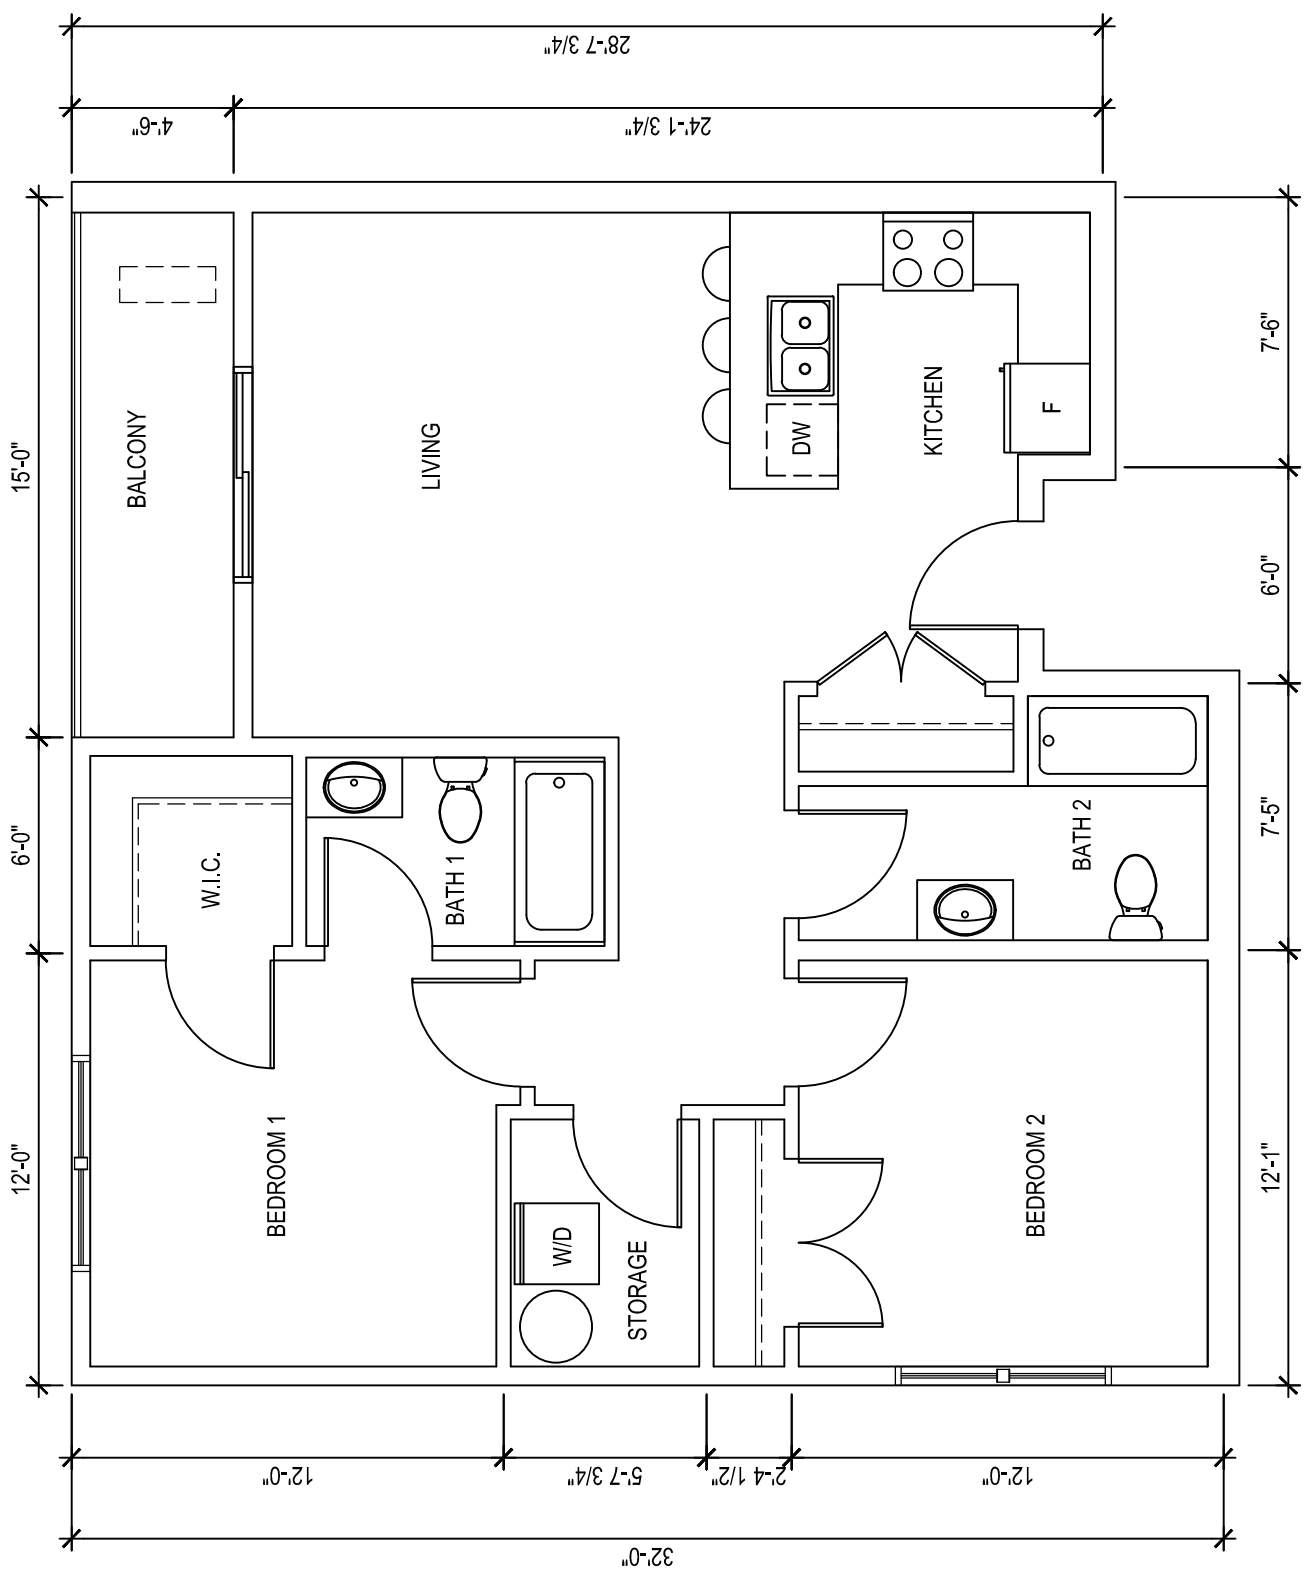 28'-7 3/4"
4'-6"
24'-1 3/4"
15'-0"
6'-0"
12'-0"
BALCONY
LIVING
DW
KITCHEN
F
7'-6"
6'-0"
7'-5"
12'-1"
W.I.C.
BATH 1
BATH 2
BEDROOM 1
W/D
STORAGE
BEDROOM 2
12'-0"
5'-7 3/4"
2'-4 1/2"
12'-0"
32'-0"